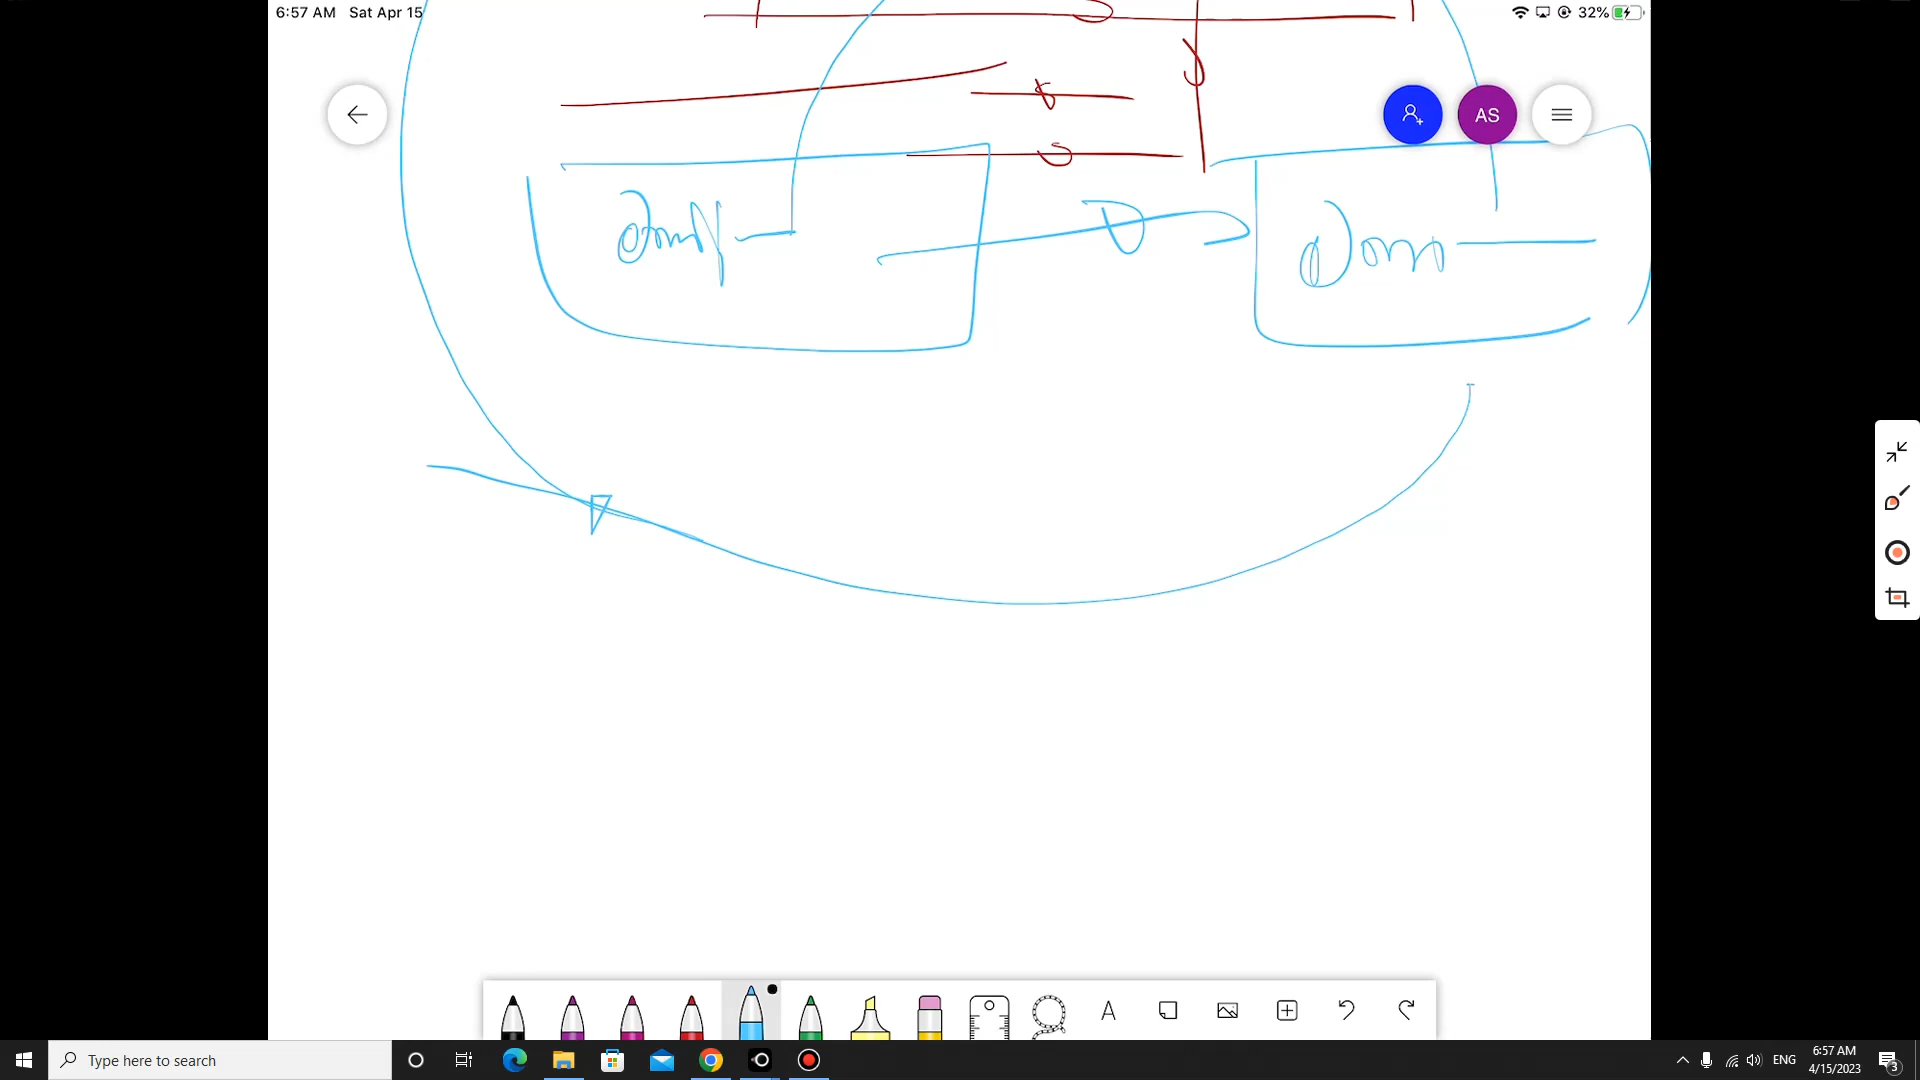 6:57 AM Sat Apr 15
32%
AS
A
Type here to search
ENG
6:57 AM
4/15/2023
3